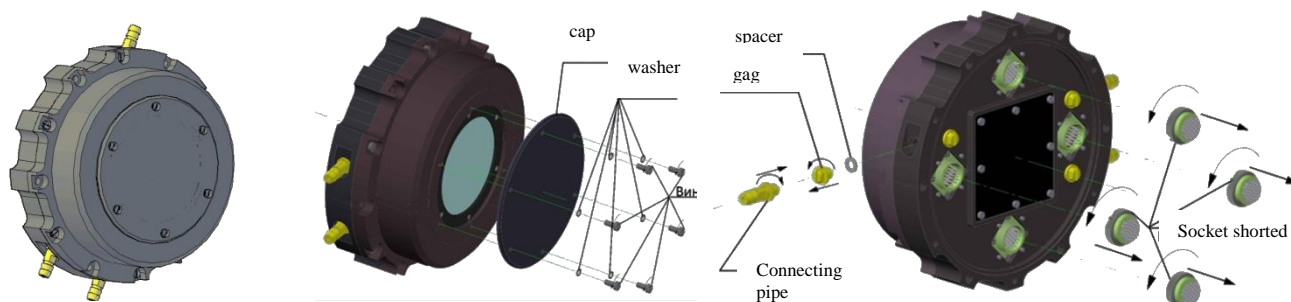 cap
washer
Вин
spacer
gag
Connecting
pipe
Socket shorted